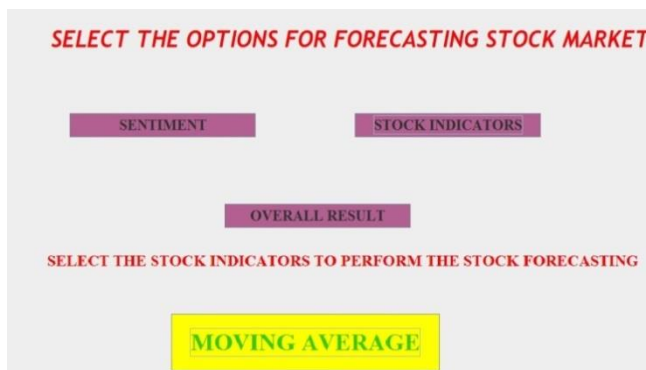 SELECT THE OPTIONS FOR FORECASTING STOCK MARKET
SENTIMENT
STOCK INDICATORS
OVERALL RESULT
SELECT THE STOCK INDICATORS TO PERFORM THE STOCK FORECASTING
MOVING AVERAGE